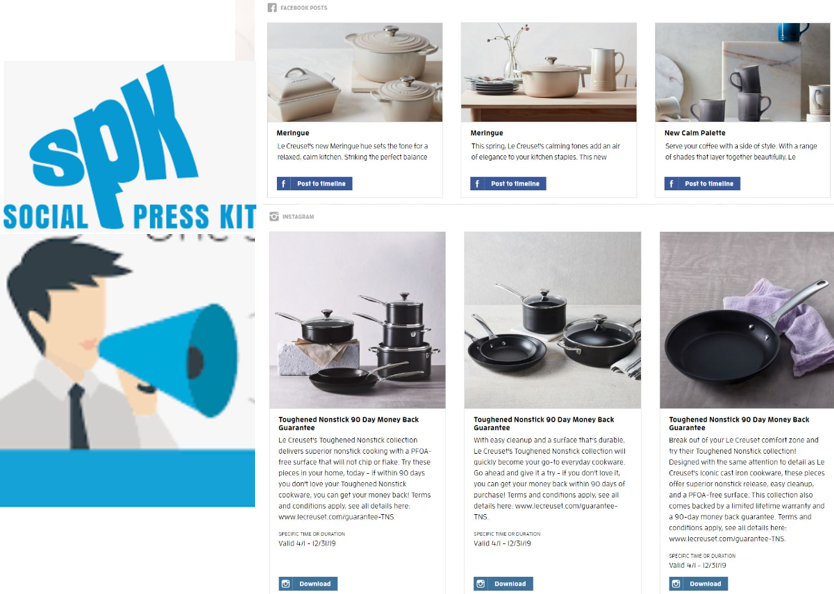 spk
SOCIAL PRESS KIT
FACEBOOK POSTS
Meringue
Le Creuset's new Meringue hue sets the tone for a
relaxed, calm kitchen. Striking the perfect balance
Post to timeline
Meringue
This spring, Le Creuset's calming tones add an air
of elegance to your kitchen staples. This new
Post to timeline
New Calm Palette
Serve your coffee with a side of style. With a range
of shades that layer together beautifully, Le
Post to timeline
INSTAGRAM
Toughened Nonstick 90 Day Money Back
Guarantee
Le Creuset's Toughened Nonstick collection
delivers superior nonstick cooking with a PFOA-
free surface that will not chip or flake. Try these
pieces in your home, today - if within 90 days
you don't love your Toughened Nonstick
cookware, you can get your money back! Terms
and conditions apply, see all details here:
www.lecreuset.com/guarantee-TNS.
SPECIFIC TIME OR DURATION
Valid 4/1 - 12/31/19
Download
Toughened Nonstick 90 Day Money Back
Guarantee
With easy cleanup and a surface that's durable,
Le Creuset's Toughened Nonstick collection will
quickly become your go-to everyday cookware.
Go ahead and give it a try - if you don't love it,
you can get your money back within 90 days of
purchase! Terms and conditions apply, see all
details here: www.lecreuset.com/guarantee-
TNS.
SPECIFIC TIME OR DURATION
Valid 4/1 - 12/31/19
Download
Toughened Nonstick 90 Day Money Back
Guarantee
Break out of your Le Creuset comfort zone and
try their Toughened Nonstick collection!
Designed with the same attention to detail as Le
Creuset's iconic cast iron cookware, these pieces
offer superior nonstick release, easy cleanup,
and a PFOA-free surface. This collection also
comes backed by a limited lifetime warranty and
a 90-day money back guarantee. Terms and
conditions apply, see all details here:
www.lecreuset.com/guarantee-TNS.
SPECIFIC TIME OR DURATION
Valid 4/1 - 12/31/19
Download